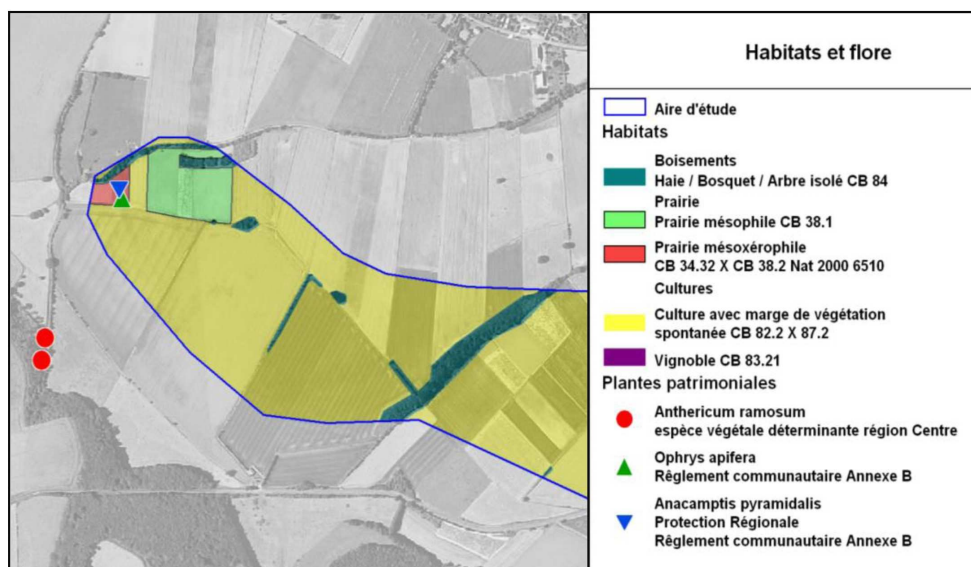 Habitats et flore
Aire d'étude
Habitats
Boisements
Haie / Bosquet / Arbre isolé CB 84
Prairie
Prairie mésophile CB 38.1
Prairie mésoxérophile
CB 34.32 X CB 38.2 Nat 2000 6510
Cultures
Culture avec marge de végétation
spontanée CB 82.2 X 87.2
Vignoble CB 83.21
Plantes patrimoniales
Anthericum ramosum
espèce végétale déterminante région Centre
Ophrys apifera
Rêglement communautaire Annexe B
Anacamptis pyramidalis
Protection Régionale
Rêglement communautaire Annexe B